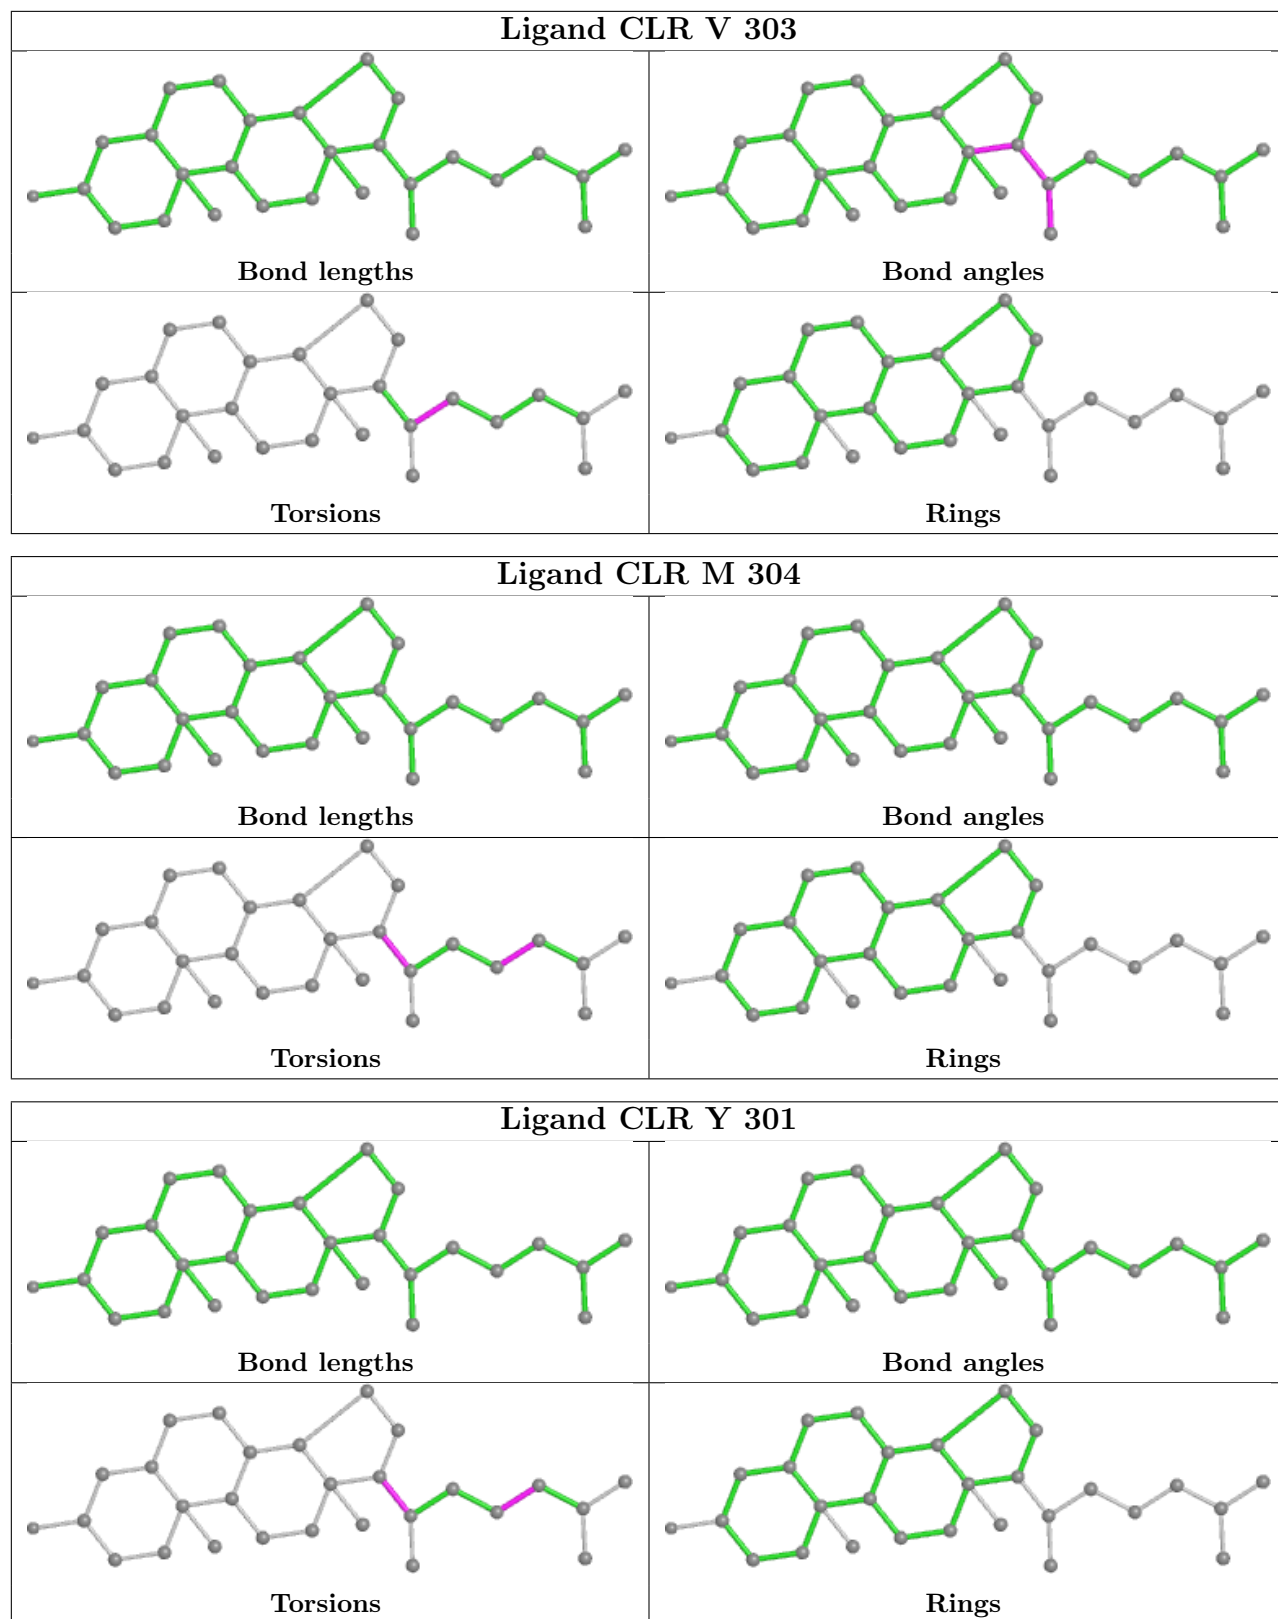 Ligand CLR V 303
Bond lengths
Bond angles
Torsions
Rings
Ligand CLR M 304
Bond lengths
Bond angles
Torsions
Rings
Ligand CLR Y 301
Bond lengths
Bond angles
Torsions
Rings